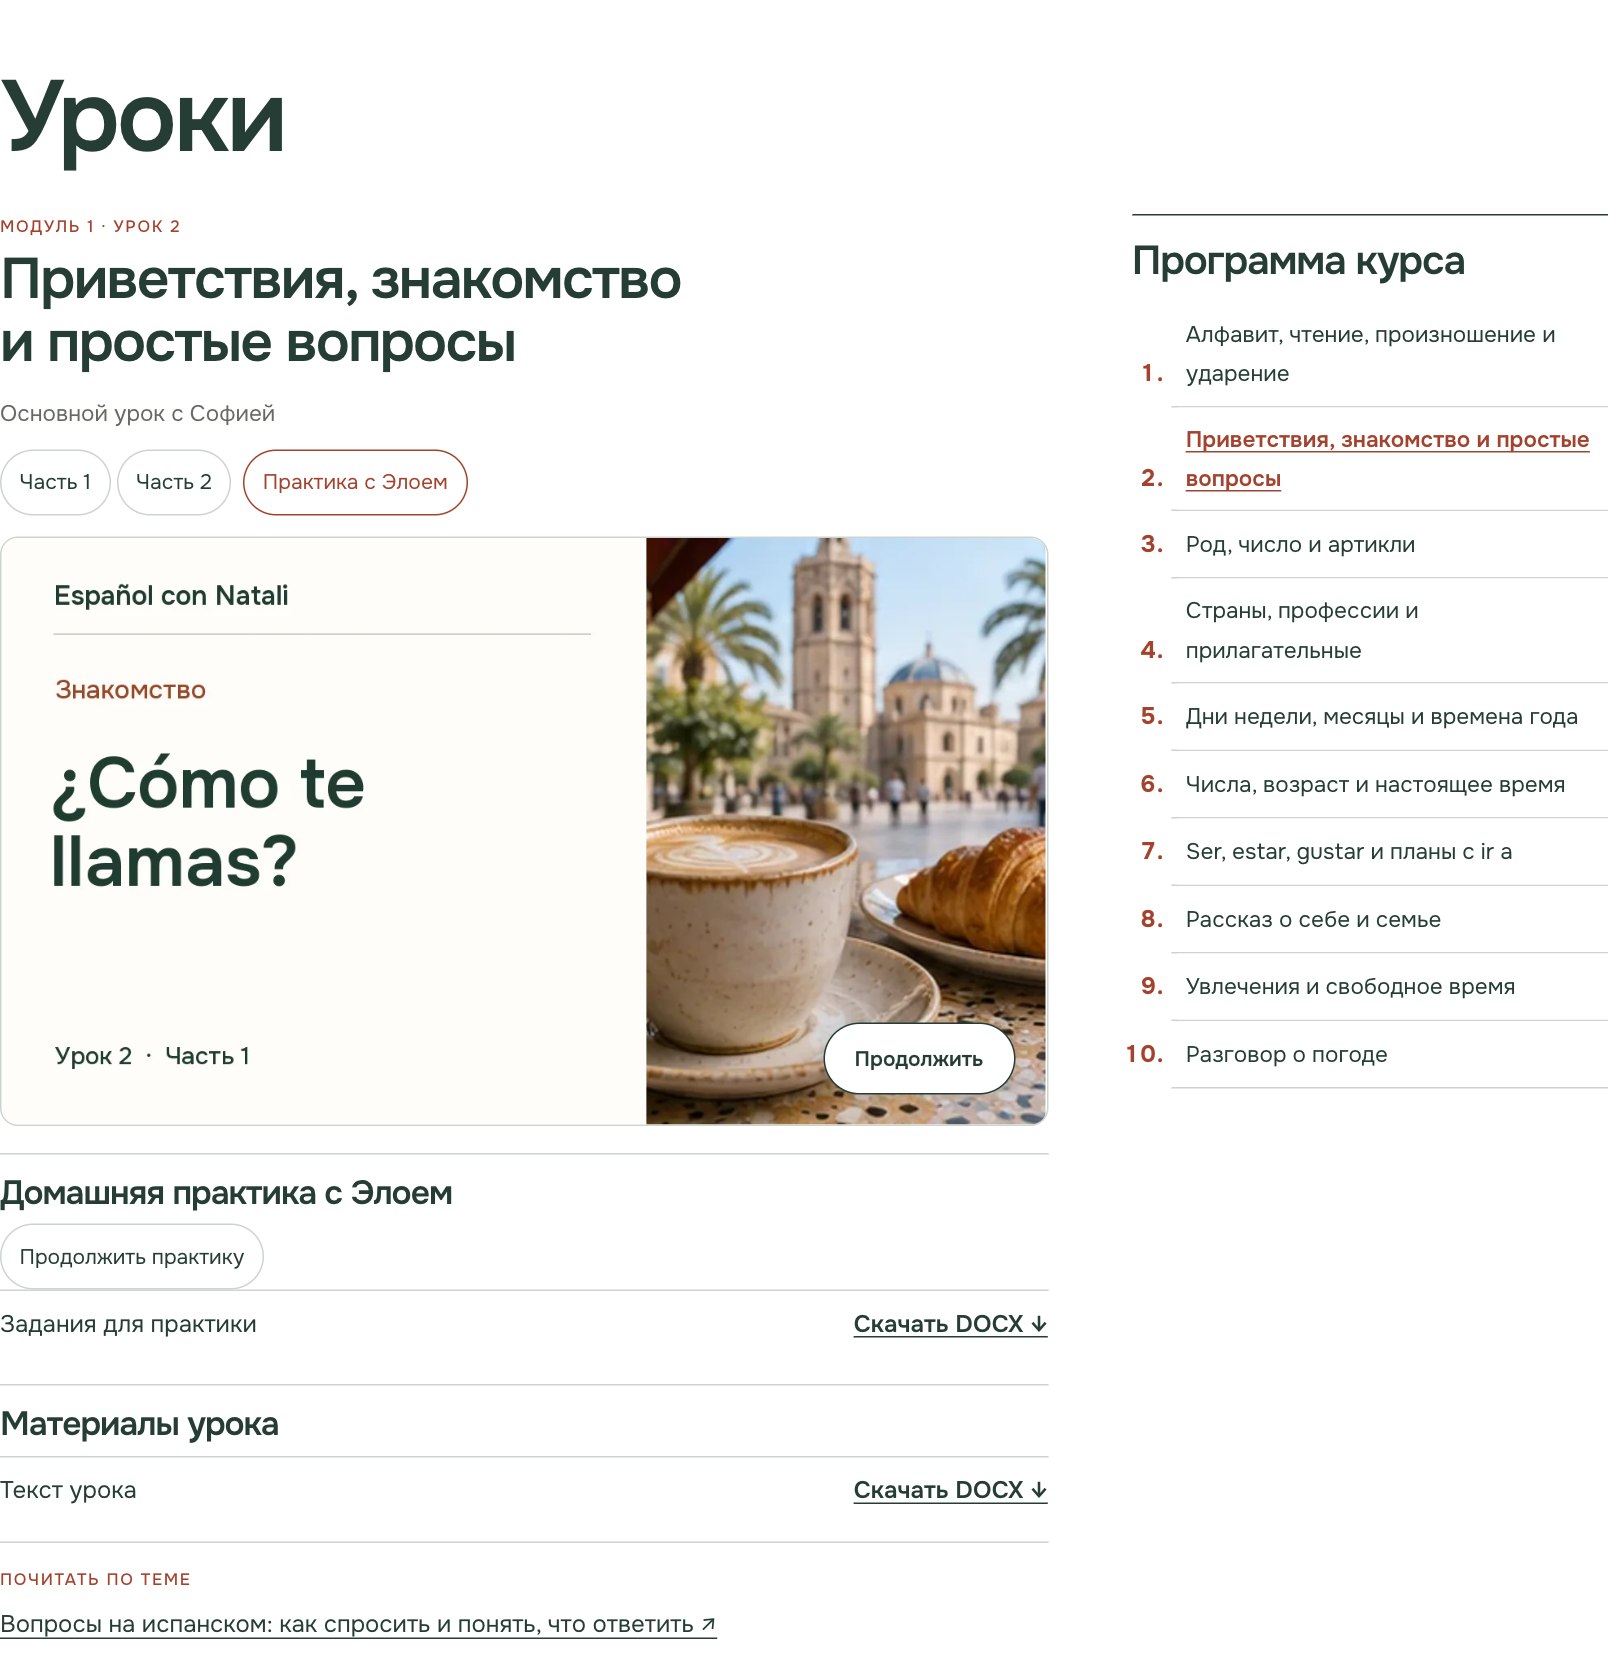 Уроки
МОДУЛЬ 1 · УРОК 2
Приветствия, знакомство
и простые вопросы
Основной урок с Софией
Часть 1
Часть 2
Практика с Элоем
Español con Natali
Знакомство
¿Cómo te
llamas?
Урок 2 · Часть 1
Продолжить
Домашняя практика с Элоем
Продолжить практику
Задания для практики
Скачать DOCX ↓
Материалы урока
Текст урока
Скачать DOCX ↓
ПОЧИТАТЬ ПО ТЕМЕ
Вопросы на испанском: как спросить и понять, что ответить ↗
Программа курса
Алфавит, чтение, произношение и
1. ударение
Приветствия, знакомство и простые
2. вопросы
3. Род, число и артикли
Страны, профессии и
4. прилагательные
5. Дни недели, месяцы и времена года
6. Числа, возраст и настоящее время
7. Ser, estar, gustar и планы с ir a
8. Рассказ о себе и семье
9. Увлечения и свободное время
10. Разговор о погоде